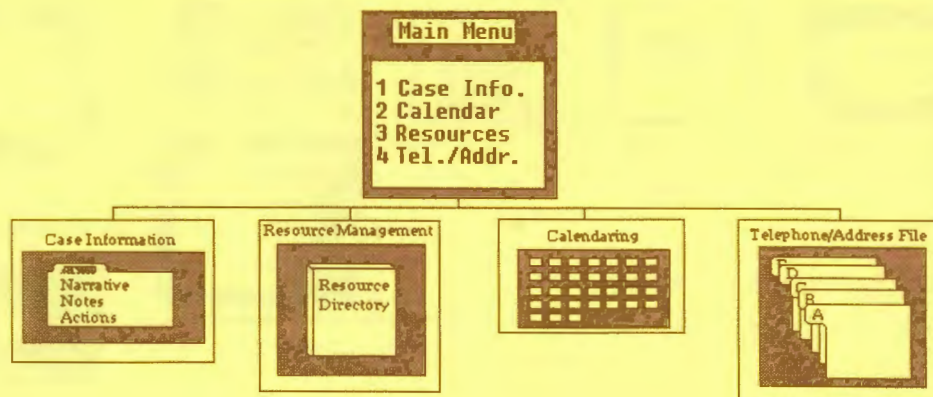 Main Menu
1 Case Info.
2 Calendar
3 Resources
4 Tel./Addr.
Case Information
Narrative
Notes
Actions
Resource Management
Resource
Directory
Calendaring
Telephone/Address File
D
C
B
A